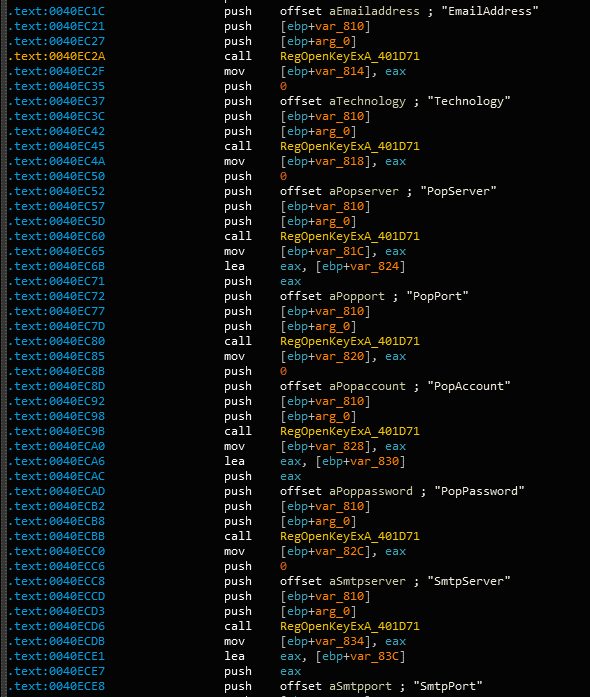 .text:0040EC1C push offset aEmailaddress ; "EmailAddress"
.text:0040EC21 push [ebp+var_810]
.text:0040EC27 push [ebp+arg_0]
.text:0040EC2A call RegOpenKeyExA_401D71
.text:0040EC2F mov [ebp+var_814], eax
.text:0040EC35 push 0
.text:0040EC37 push offset aTechnology ; "Technology"
.text:0040EC3C push [ebp+var_810]
.text:0040EC42 push [ebp+arg_0]
.text:0040EC45 call RegOpenKeyExA_401D71
.text:0040EC4A mov [ebp+var_818], eax
.text:0040EC50 push 0
.text:0040EC52 push offset aPopserver ; "PopServer"
.text:0040EC57 push [ebp+var_810]
.text:0040EC5D push [ebp+arg_0]
.text:0040EC60 call RegOpenKeyExA_401D71
.text:0040EC65 mov [ebp+var_81C], eax
.text:0040EC6B lea eax, [ebp+var_824]
.text:0040EC71 push eax
.text:0040EC72 push offset aPopport ; "PopPort"
.text:0040EC77 push [ebp+var_810]
.text:0040EC7D push [ebp+arg_0]
.text:0040EC80 call RegOpenKeyExA_401D71
.text:0040EC85 mov [ebp+var_820], eax
.text:0040EC8B push 0
.text:0040EC8D push offset aPopaccount ; "PopAccount"
.text:0040EC92 push [ebp+var_810]
.text:0040EC98 push [ebp+arg_0]
.text:0040EC9B call RegOpenKeyExA_401D71
.text:0040ECA0 mov [ebp+var_828], eax
.text:0040ECA6 lea eax, [ebp+var_830]
.text:0040ECAC push eax
.text:0040ECAD push offset aPoppassword ; "PopPassword"
.text:0040ECB2 push [ebp+var_810]
.text:0040ECB8 push [ebp+arg_0]
.text:0040ECBB call RegOpenKeyExA_401D71
.text:0040ECC0 mov [ebp+var_82C], eax
.text:0040ECC6 push 0
.text:0040ECC8 push offset aSmtpserver ; "SmtpServer"
.text:0040ECCD push [ebp+var_810]
.text:0040ECD3 push [ebp+arg_0]
.text:0040ECD6 call RegOpenKeyExA_401D71
.text:0040ECDB mov [ebp+var_834], eax
.text:0040ECE1 lea eax, [ebp+var_83C]
.text:0040ECE7 push eax
.text:0040ECE8 push offset aSmtpport ; "SmtpPort"